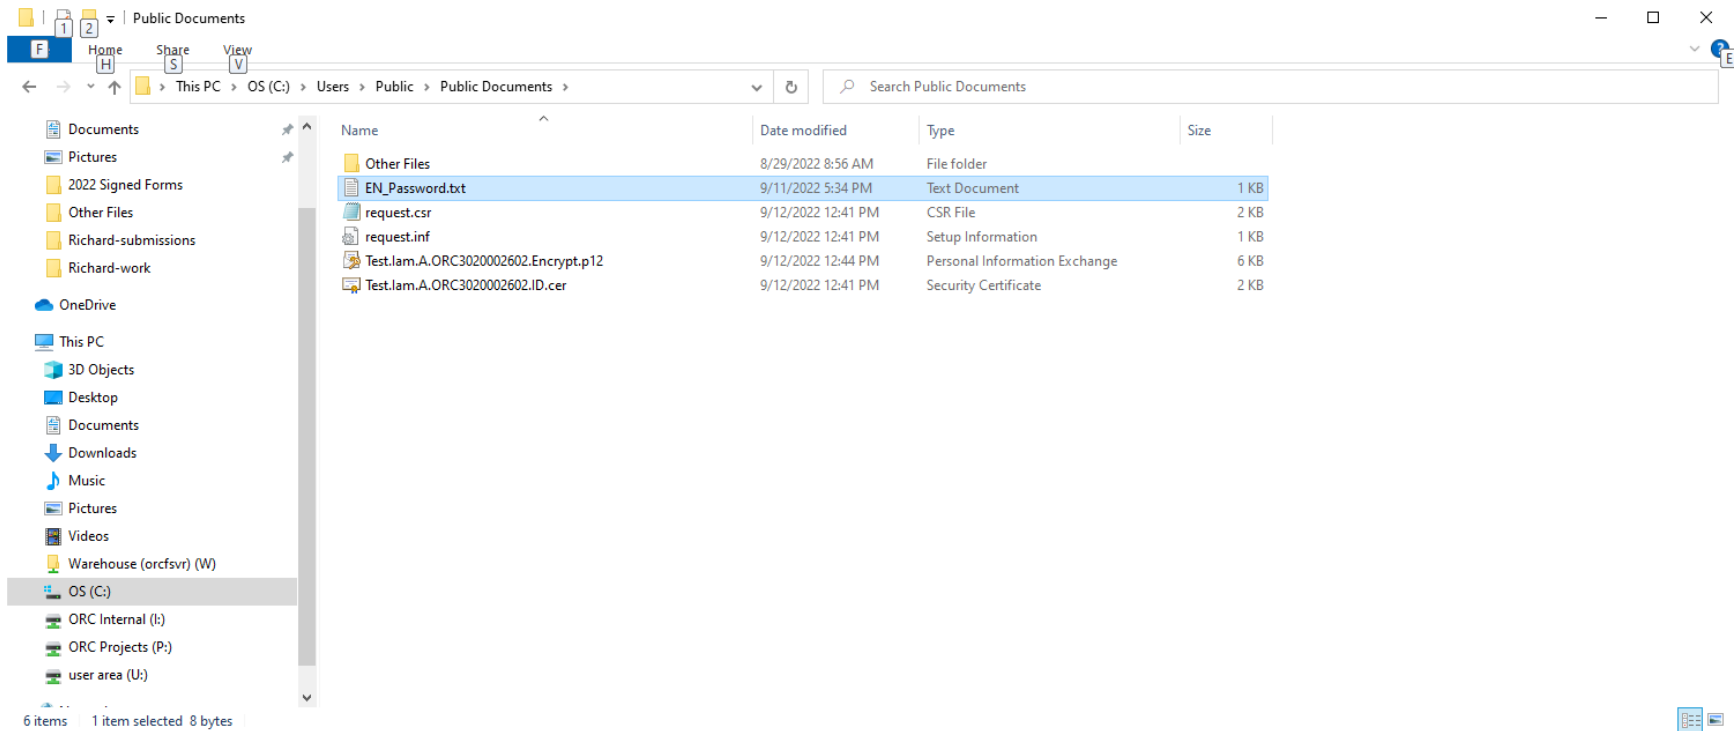 1 2 Public Documents
F Home Share View
H S V ? E
This PC OS (C:) Users Public Public Documents Search Public Documents
Documents
Pictures
2022 Signed Forms
Other Files
Richard-submissions
Richard-work
OneDrive
This PC
3D Objects
Desktop
Documents
Downloads
Music
Pictures
Videos
Warehouse (orcfsvr) (W)
OS (C:)
ORC Internal (I:)
ORC Projects (P:)
user area (U:)
Name Date modified Type Size
Other Files 8/29/2022 8:56 AM File folder
EN_Password.txt 9/11/2022 5:34 PM Text Document 1 KB
request.csr 9/12/2022 12:41 PM CSR File 2 KB
request.inf 9/12/2022 12:41 PM Setup Information 1 KB
Test.Iam.A.ORC3020002602.Encrypt.p12 9/12/2022 12:44 PM Personal Information Exchange 6 KB
Test.Iam.A.ORC3020002602.ID.cer 9/12/2022 12:41 PM Security Certificate 2 KB
6 items 1 item selected 8 bytes